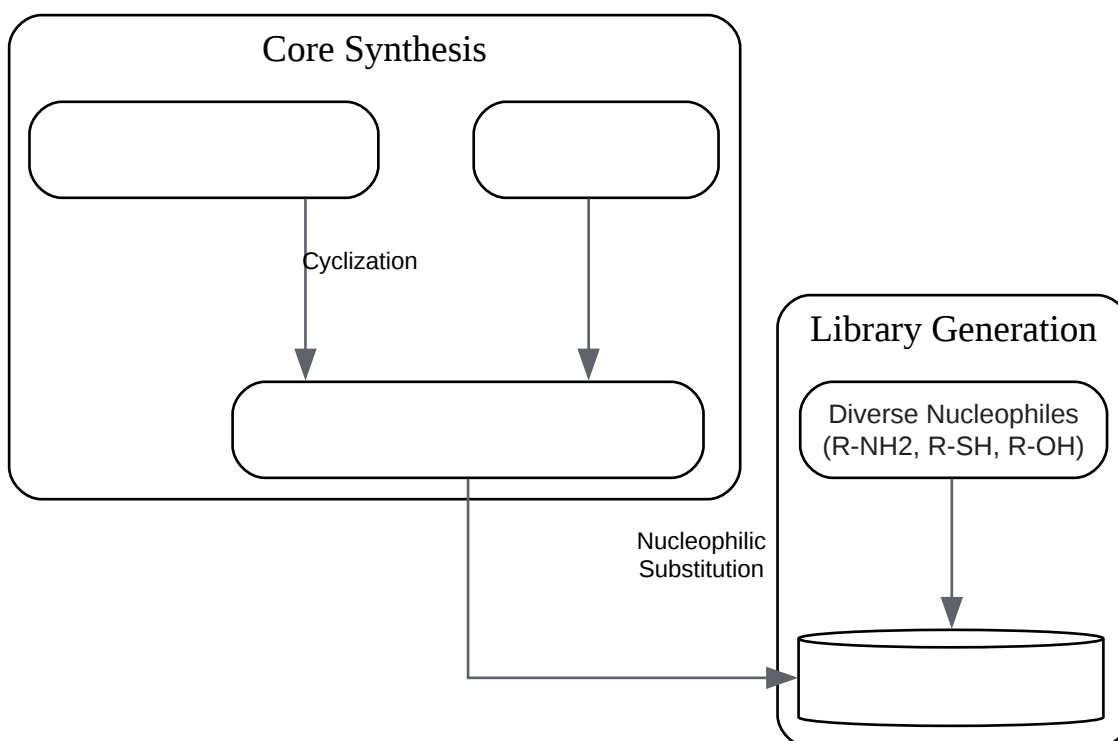 Core Synthesis
Cyclization
Library Generation
Diverse Nucleophiles
(R-NH2, R-SH, R-OH)
Nucleophilic
Substitution